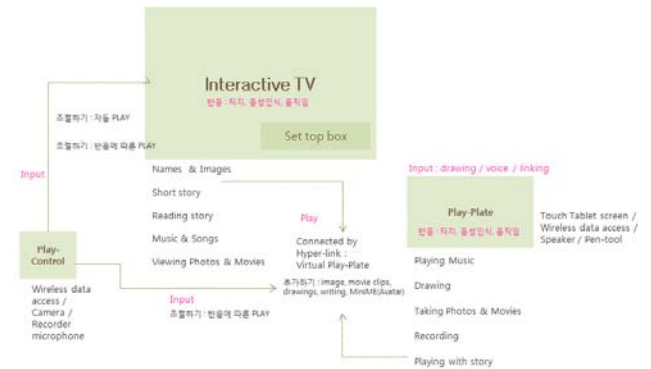 Interactive TV
반응 : 터치, 음성인식, 움직임
Set top box
조절하기 : 자동 PLAY
조절하기 : 반응에 따른 PLAY
Input
Play-
Control
Wireless data
access /
Camera /
Recorder
microphone
Names & Images
Short story
Reading story
Music & Songs
Viewing Photos & Movies
Input
조절하기 : 반응에 따른 PLAY
Play
Connected by
Hyper-link :
Virtual Play-Plate
추가하기 : image, movie clips,
drawings, writing, MiniME(Avatar)
Input : drawing / voice / linking
Play-Plate
반응 : 터치, 음성인식, 움직임
Touch Tablet screen /
Wireless data access /
Speaker / Pen-tool
Playing Music
Drawing
Taking Photos & Movies
Recording
Playing with story